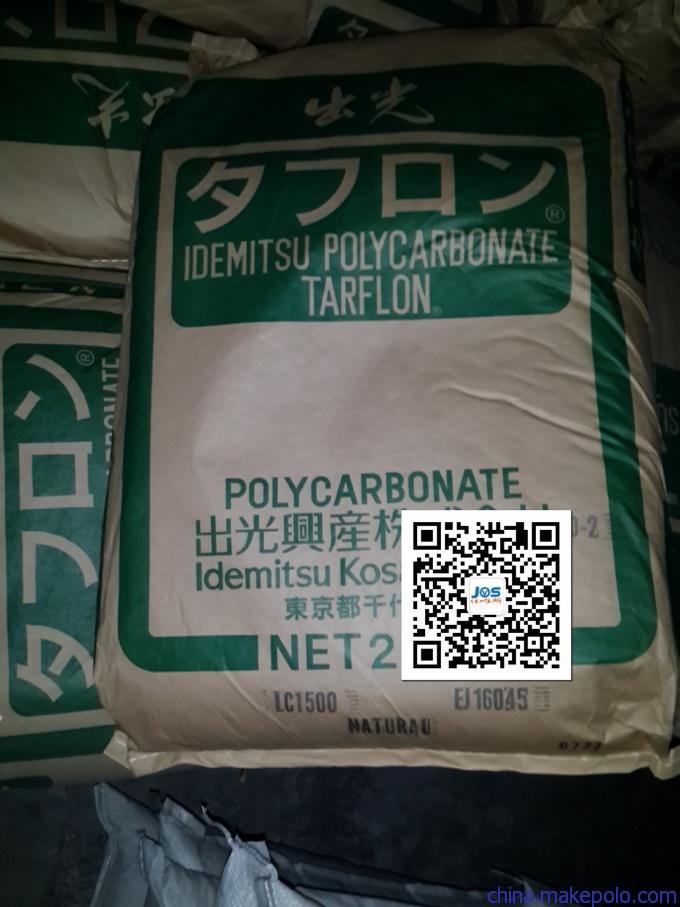 出光
タフロン®
IDEMITSU POLYCARBONATE
TARFLON®
POLYCARBONATE
出光興産株
Idemitsu Kos
東京都千代
NET 2
LC1500
EJ16045
NATURAL
タフロン®
JOS
china.makepolo.com